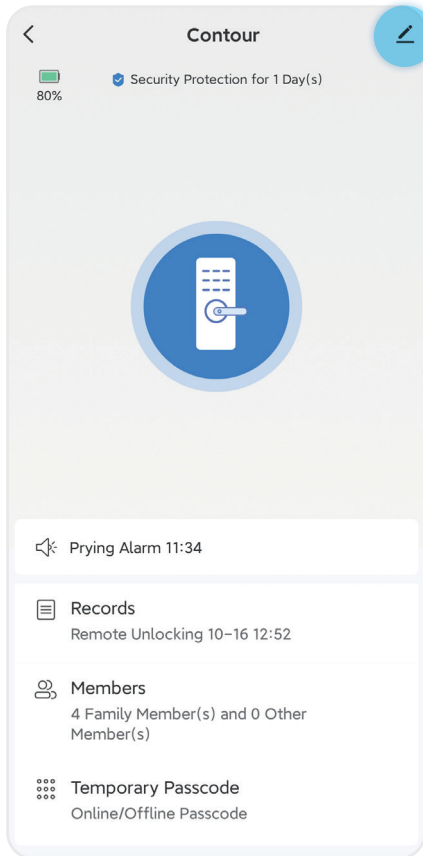 Contour
80%
Security Protection for 1 Day(s)
Prying Alarm 11:34
Records
Remote Unlocking 10-16 12:52
Members
4 Family Member(s) and 0 Other
Member(s)
Temporary Passcode
Online/Offline Passcode